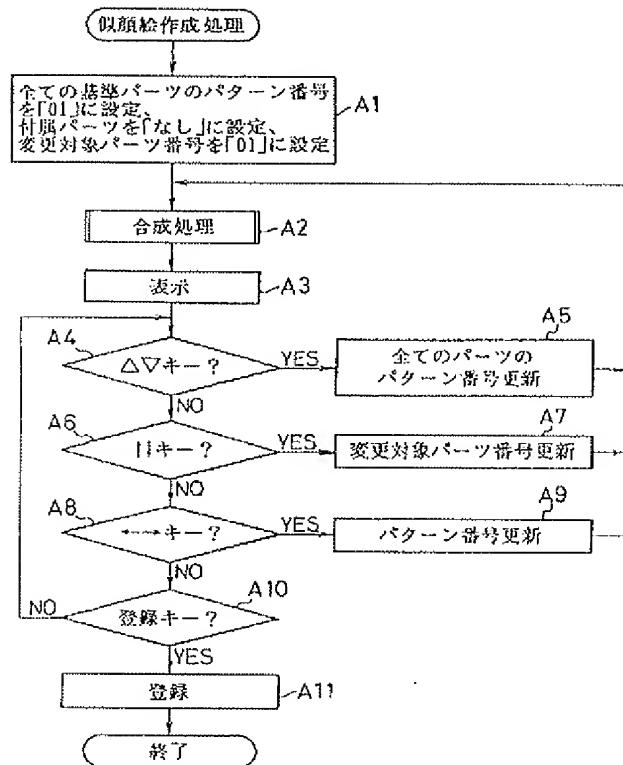 似顔絵作成処理
全ての基準パーツのパターン番号
を「01」に設定、
付属パーツを「なし」に設定、
変更対象パーツ番号を「01」に設定
A1
合成処理
A2
表示
A3
A4
△▽キー?
YES
A5
全てのパーツの
パターン番号更新
NO
A6
↑↓キー?
YES
A7
変更対象パーツ番号更新
NO
A8
←→キー?
YES
A9
パターン番号更新
NO
A10
登録キー?
NO
YES
登録
A11
終了